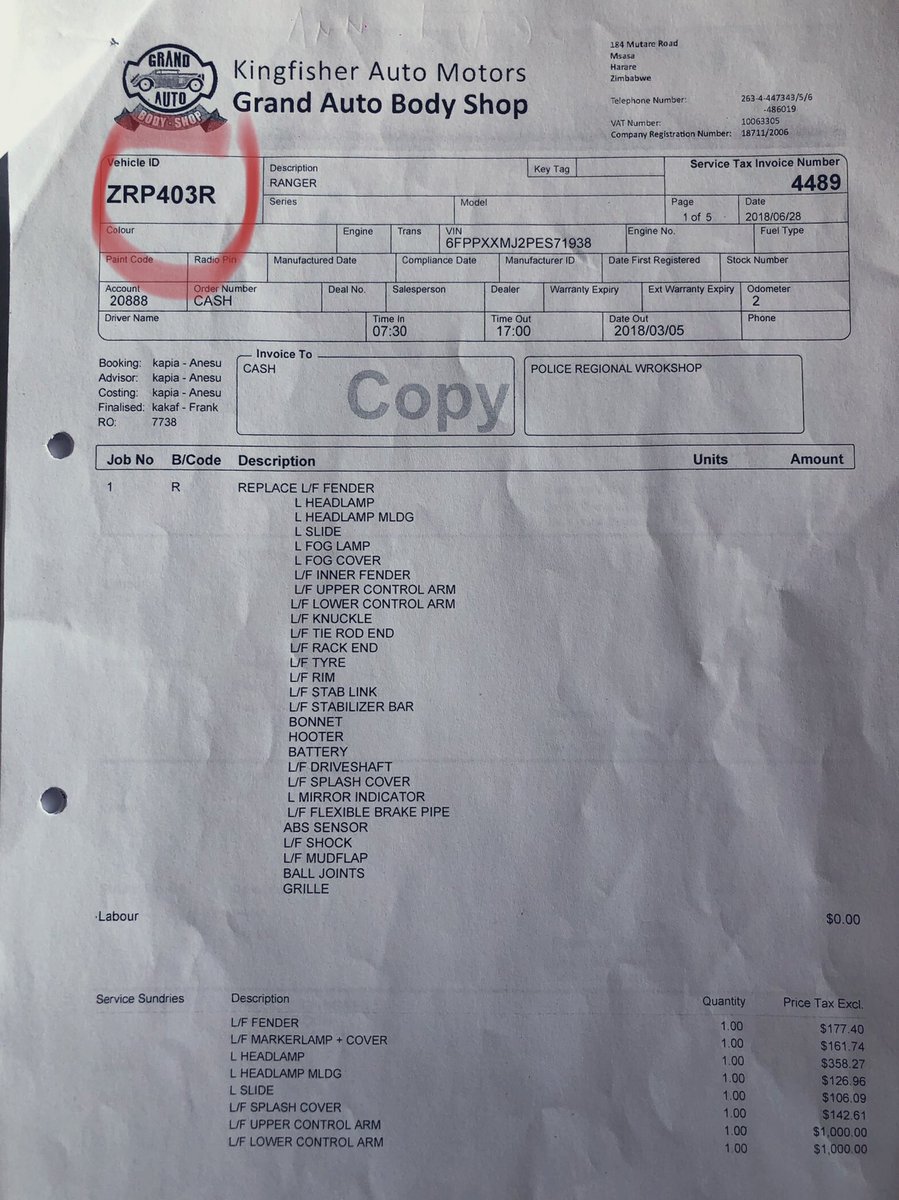 GRAND
AUTO
BODY-SHOP
Kingfisher Auto Motors
Grand Auto Body Shop
184 Mutare Road
Msasa
Harare
Zimbabwe
Telephone Number: 263-4-447343/5/6
-486019
VAT Number: 10063305
Company Registration Number: 18711/2006
Vehicle ID
ZRP403R
Description
RANGER
Key Tag
Service Tax Invoice Number
4489
Series
Model
Page
1 of 5
Date
2018/06/28
Colour
Engine
Trans
VIN
6FPPXXMJ2PES71938
Engine No.
Fuel Type
Paint Code
Radio Pin
Manufactured Date
Compliance Date
Manufacturer ID
Date First Registered
Stock Number
Account
20888
Order Number
CASH
Deal No.
Salesperson
Dealer
Warranty Expiry
Ext Warranty Expiry
Odometer
2
Driver Name
Time In
07:30
Time Out
17:00
Date Out
2018/03/05
Phone
Booking: kapia - Anesu
Advisor: kapia - Anesu
Costing: kapia - Anesu
Finalised: kakaf - Frank
RO: 7738
Invoice To
CASH
Copy
POLICE REGIONAL WROKSHOP
Job No B/Code Description Units Amount
1 R REPLACE L/F FENDER
L HEADLAMP
L HEADLAMP MLDG
L SLIDE
L FOG LAMP
L FOG COVER
L/F INNER FENDER
L/F UPPER CONTROL ARM
L/F LOWER CONTROL ARM
L/F KNUCKLE
L/F TIE ROD END
L/F RACK END
L/F TYRE
L/F RIM
L/F STAB LINK
L/F STABILIZER BAR
BONNET
HOOTER
BATTERY
L/F DRIVESHAFT
L/F SPLASH COVER
L MIRROR INDICATOR
L/F FLEXIBLE BRAKE PIPE
ABS SENSOR
L/F SHOCK
L/F MUDFLAP
BALL JOINTS
GRILLE
Labour $0.00
Service Sundries Description Quantity Price Tax Excl.
L/F FENDER 1.00 $177.40
L/F MARKERLAMP + COVER 1.00 $161.74
L HEADLAMP 1.00 $358.27
L HEADLAMP MLDG 1.00 $126.96
L SLIDE 1.00 $106.09
L/F SPLASH COVER 1.00 $142.61
L/F UPPER CONTROL ARM 1.00 $1,000.00
L/F LOWER CONTROL ARM 1.00 $1,000.00